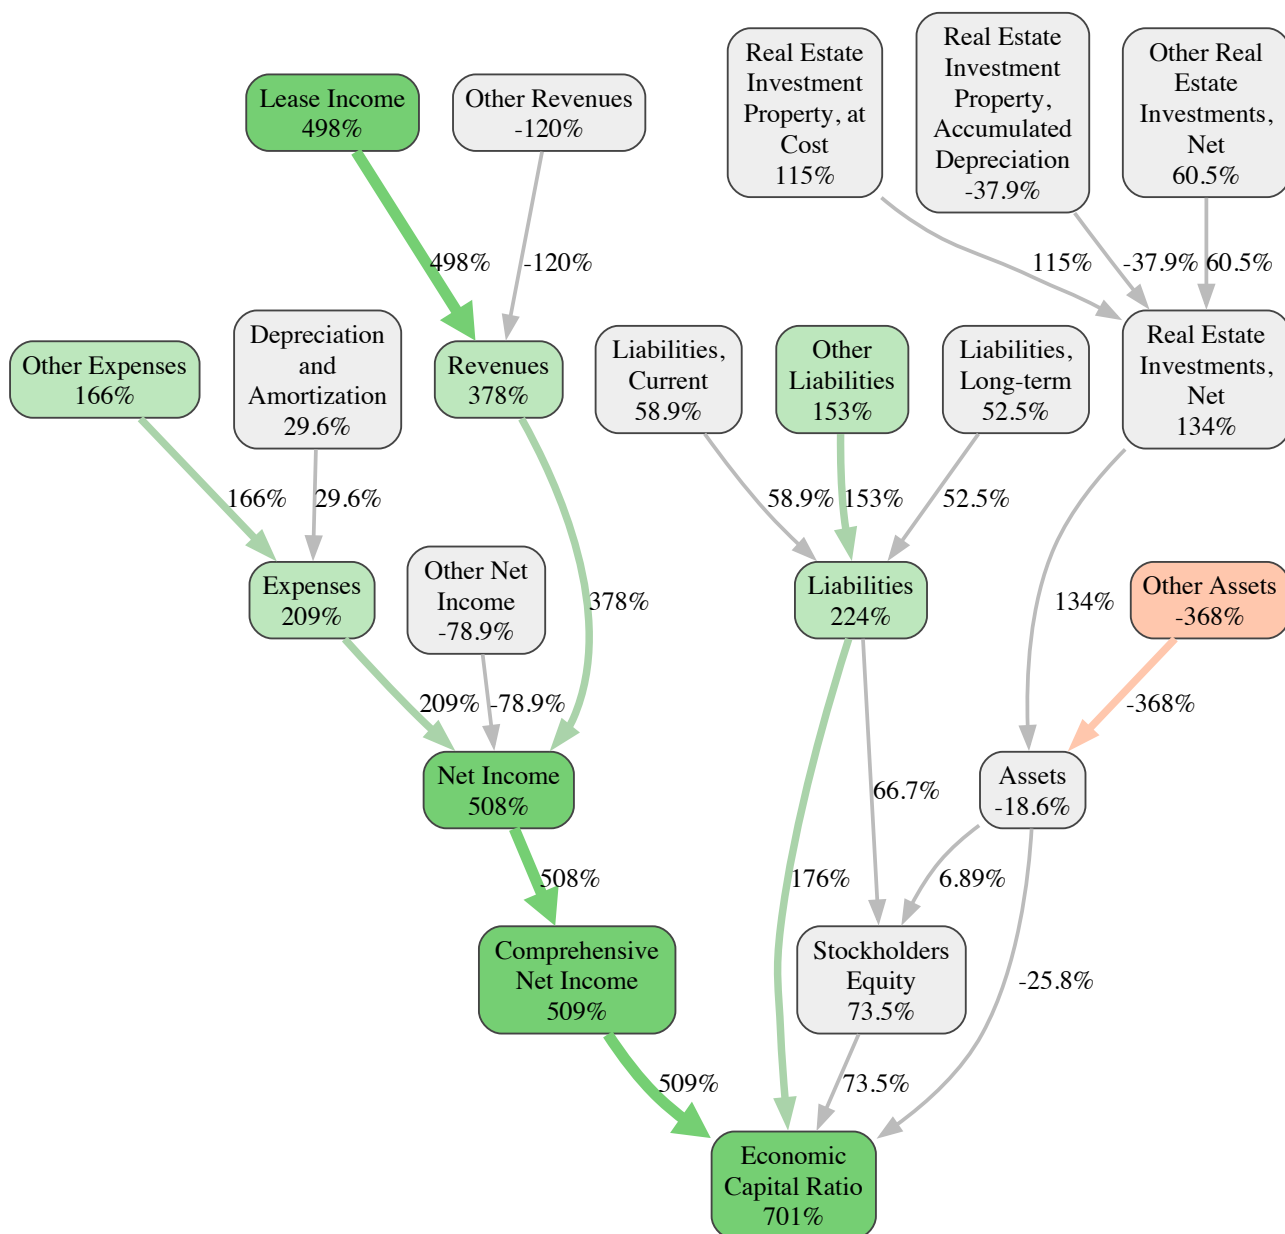 Lease Income
498%
Other Revenues
-120%
Real Estate
Investment
Property, at
Cost
115%
Real Estate
Investment
Property,
Accumulated
Depreciation
-37.9%
Other Real
Estate
Investments,
Net
60.5%
498%
-120%
115%
-37.9%
60.5%
Other Expenses
166%
Depreciation
and
Amortization
29.6%
Revenues
378%
Liabilities,
Current
58.9%
Other
Liabilities
153%
Liabilities,
Long-term
52.5%
Real Estate
Investments,
Net
134%
166%
29.6%
58.9%
153%
52.5%
Expenses
209%
Other Net
Income
-78.9%
378%
Liabilities
224%
134%
Other Assets
-368%
209%
-78.9%
-368%
Net Income
508%
66.7%
Assets
-18.6%
508%
176%
6.89%
Comprehensive
Net Income
509%
Stockholders
Equity
73.5%
-25.8%
509%
73.5%
Economic
Capital Ratio
701%